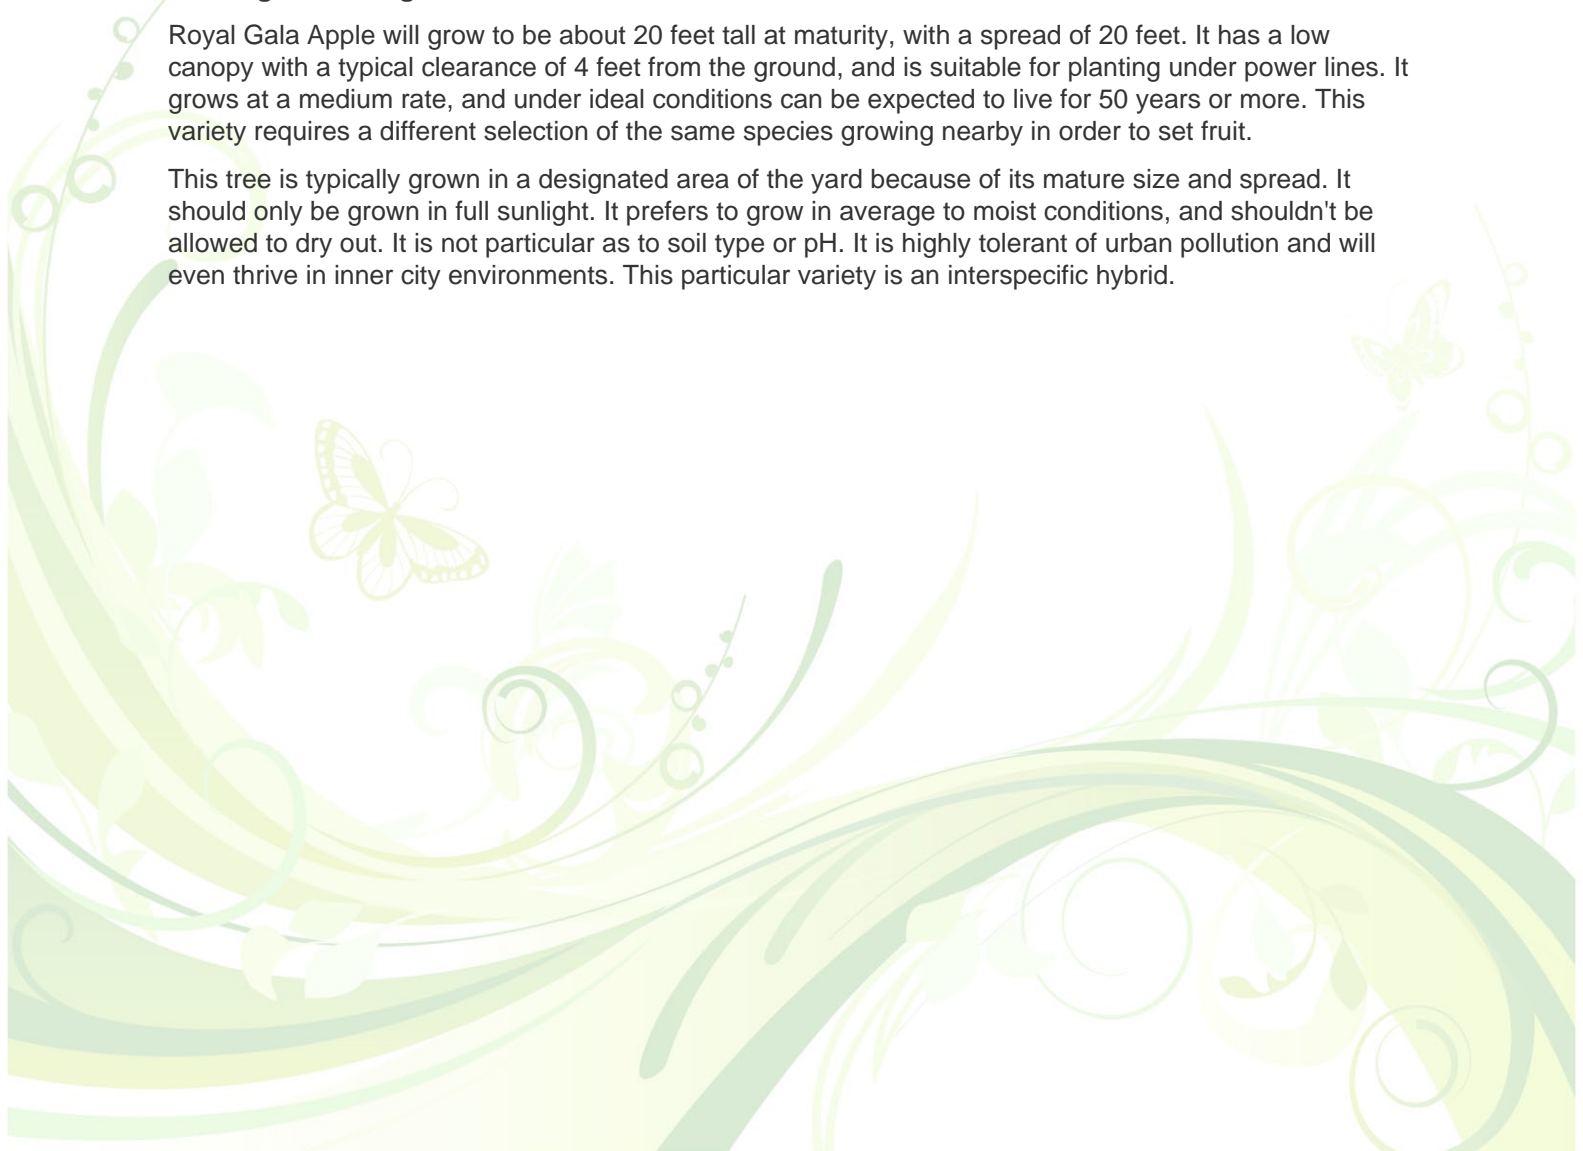 Royal Gala Apple will grow to be about 20 feet tall at maturity, with a spread of 20 feet. It has a low
canopy with a typical clearance of 4 feet from the ground, and is suitable for planting under power lines. It
grows at a medium rate, and under ideal conditions can be expected to live for 50 years or more. This
variety requires a different selection of the same species growing nearby in order to set fruit.
This tree is typically grown in a designated area of the yard because of its mature size and spread. It
should only be grown in full sunlight. It prefers to grow in average to moist conditions, and shouldn't be
allowed to dry out. It is not particular as to soil type or pH. It is highly tolerant of urban pollution and will
even thrive in inner city environments. This particular variety is an interspecific hybrid.